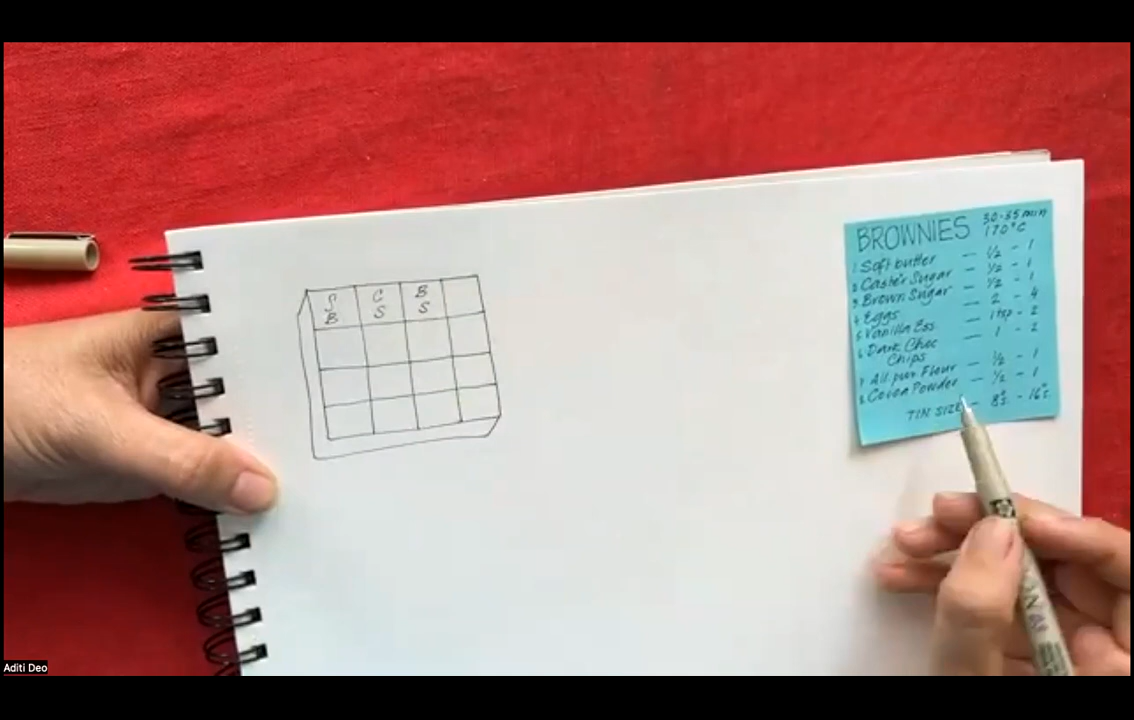 S
B
C
S
B
S
BROWNIES 30-35 min
170°C
1. Soft butter — 1/2 - 1
2. Caster Sugar — 1/2 - 1
3. Brown Sugar — 1/2 - 1
4. Eggs — 2 - 4
5. Vanilla Ess. — 1 tsp - 2
6. Dark Choc — 1 - 2
Chips
7. All pur Flour — 1/2 - 1
8. Cocoa Powder — 1/2 - 1
TIN SIZE — 8" s. - 16" s.
Aditi Deo